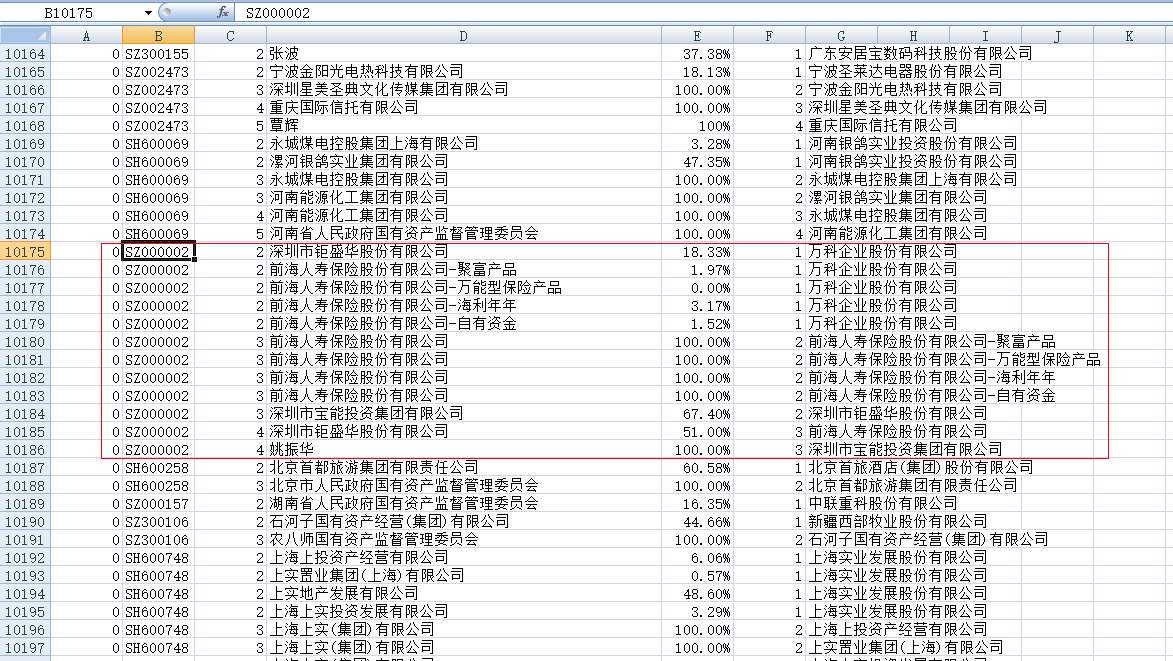 B10175 fx SZ000002
A B C D E F G H I J K
10164 0 SZ300155 2 张波 37.38% 1 广东安居宝数码科技股份有限公司
10165 0 SZ002473 2 宁波金阳光电热科技有限公司 18.13% 1 宁波圣莱达电器股份有限公司
10166 0 SZ002473 3 深圳星美圣典文化传媒集团有限公司 100.00% 2 宁波金阳光电热科技有限公司
10167 0 SZ002473 4 重庆国际信托有限公司 100.00% 3 深圳星美圣典文化传媒集团有限公司
10168 0 SZ002473 5 覃辉 100% 4 重庆国际信托有限公司
10169 0 SH600069 2 永城煤电控股集团上海有限公司 3.28% 1 河南银鸽实业投资股份有限公司
10170 0 SH600069 2 漯河银鸽实业集团有限公司 47.35% 1 河南银鸽实业投资股份有限公司
10171 0 SH600069 3 永城煤电控股集团有限公司 100.00% 2 永城煤电控股集团上海有限公司
10172 0 SH600069 3 河南能源化工集团有限公司 100.00% 2 漯河银鸽实业集团有限公司
10173 0 SH600069 4 河南能源化工集团有限公司 100.00% 3 永城煤电控股集团有限公司
10174 0 SH600069 5 河南省人民政府国有资产监督管理委员会 100.00% 4 河南能源化工集团有限公司
10175 0 SZ000002 2 深圳市钜盛华股份有限公司 18.33% 1 万科企业股份有限公司
10176 0 SZ000002 2 前海人寿保险股份有限公司-聚富产品 1.97% 1 万科企业股份有限公司
10177 0 SZ000002 2 前海人寿保险股份有限公司-万能型保险产品 0.00% 1 万科企业股份有限公司
10178 0 SZ000002 2 前海人寿保险股份有限公司-海利年年 3.17% 1 万科企业股份有限公司
10179 0 SZ000002 2 前海人寿保险股份有限公司-自有资金 1.52% 1 万科企业股份有限公司
10180 0 SZ000002 3 前海人寿保险股份有限公司 100.00% 2 前海人寿保险股份有限公司-聚富产品
10181 0 SZ000002 3 前海人寿保险股份有限公司 100.00% 2 前海人寿保险股份有限公司-万能型保险产品
10182 0 SZ000002 3 前海人寿保险股份有限公司 100.00% 2 前海人寿保险股份有限公司-海利年年
10183 0 SZ000002 3 前海人寿保险股份有限公司 100.00% 2 前海人寿保险股份有限公司-自有资金
10184 0 SZ000002 3 深圳市宝能投资集团有限公司 67.40% 2 深圳市钜盛华股份有限公司
10185 0 SZ000002 4 深圳市钜盛华股份有限公司 51.00% 3 前海人寿保险股份有限公司
10186 0 SZ000002 4 姚振华 100.00% 3 深圳市宝能投资集团有限公司
10187 0 SH600258 2 北京首都旅游集团有限责任公司 60.58% 1 北京首旅酒店(集团)股份有限公司
10188 0 SH600258 3 北京市人民政府国有资产监督管理委员会 100.00% 2 北京首都旅游集团有限责任公司
10189 0 SZ000157 2 湖南省人民政府国有资产监督管理委员会 16.35% 1 中联重科股份有限公司
10190 0 SZ300106 2 石河子国有资产经营(集团)有限公司 44.66% 1 新疆西部牧业股份有限公司
10191 0 SZ300106 3 农八师国有资产监督管理委员会 100.00% 2 石河子国有资产经营(集团)有限公司
10192 0 SH600748 2 上海上投资产经营有限公司 6.06% 1 上海实业发展股份有限公司
10193 0 SH600748 2 上实置业集团(上海)有限公司 0.57% 1 上海实业发展股份有限公司
10194 0 SH600748 2 上实地产发展有限公司 48.60% 1 上海实业发展股份有限公司
10195 0 SH600748 2 上海上实投资发展有限公司 3.29% 1 上海实业发展股份有限公司
10196 0 SH600748 3 上海上实(集团)有限公司 100.00% 2 上海上投资产经营有限公司
10197 0 SH600748 3 上海上实(集团)有限公司 100.00% 2 上实置业集团(上海)有限公司